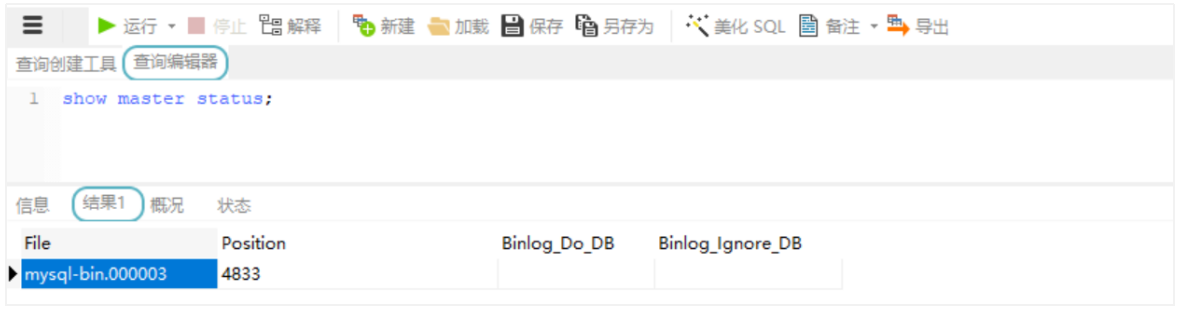 运行 停止 解释 新建 加载 保存 另存为 美化 SQL 备注 导出
查询创建工具 查询编辑器
1 show master status;
信息 结果1 概况 状态
File Position Binlog_Do_DB Binlog_Ignore_DB
mysql-bin.000003 4833